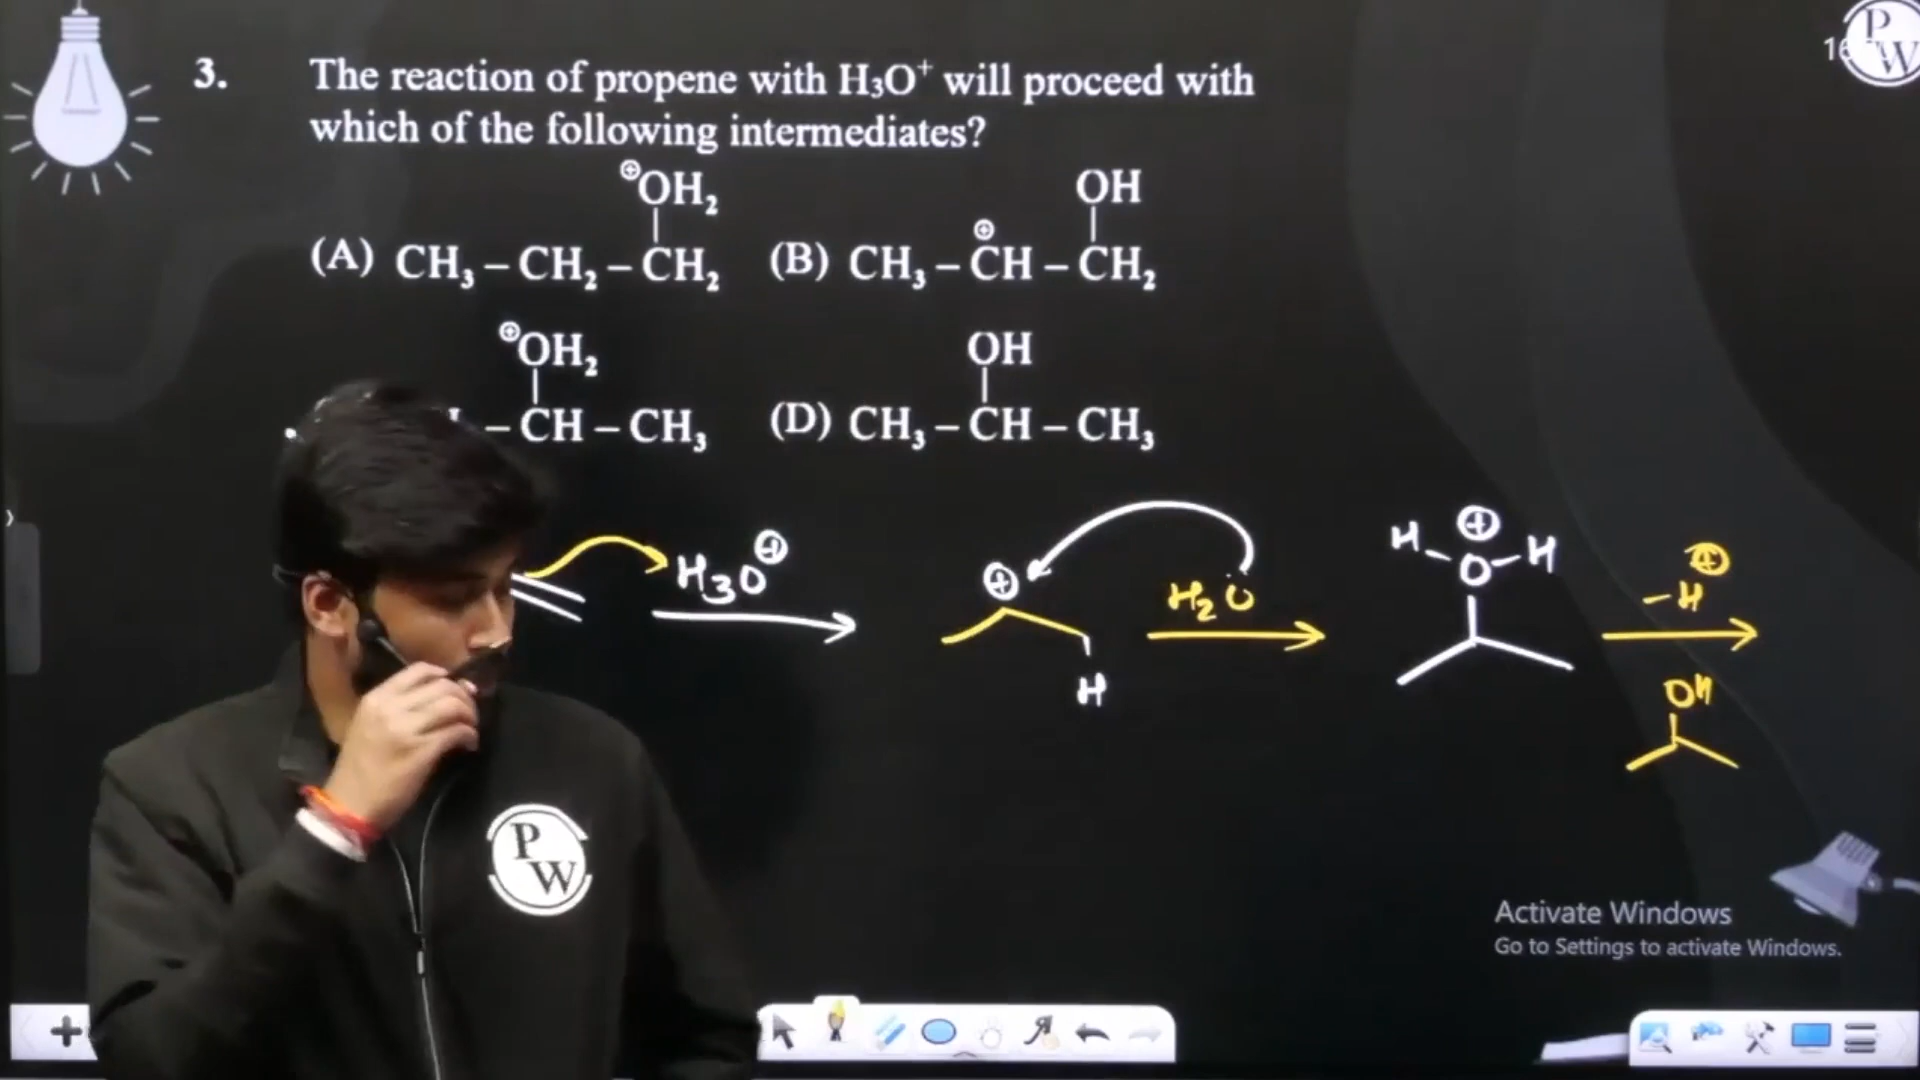 3. The reaction of propene with H₃O⁺ will proceed with
which of the following intermediates?
⊕OH₂
(A) CH₃ – CH₂ – CH₂
OH
⊕
(B) CH₃ – CH – CH₂
⊕OH₂
– CH – CH₃
OH
(D) CH₃ – CH – CH₃
H₃O⊕
⊕
H
H₂Ö
H O⊕ H
–H⊕
OH
P
W
P
W
Activate Windows
Go to Settings to activate Windows.